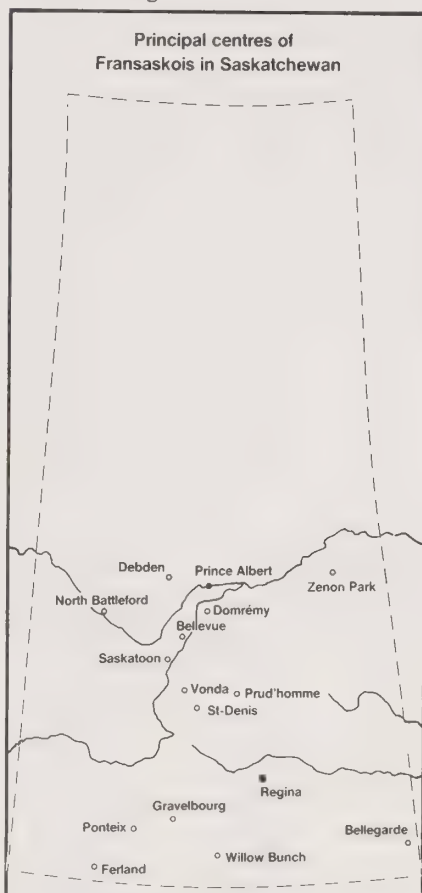 Principal centres of
Fransaskois in Saskatchewan
Debden
Prince Albert
Zenon Park
North Battleford
Domrémy
Bellevue
Saskatoon
Vonda
Prud'homme
St-Denis
Regina
Gravelbourg
Ponteix
Bellegarde
Willow Bunch
Ferland